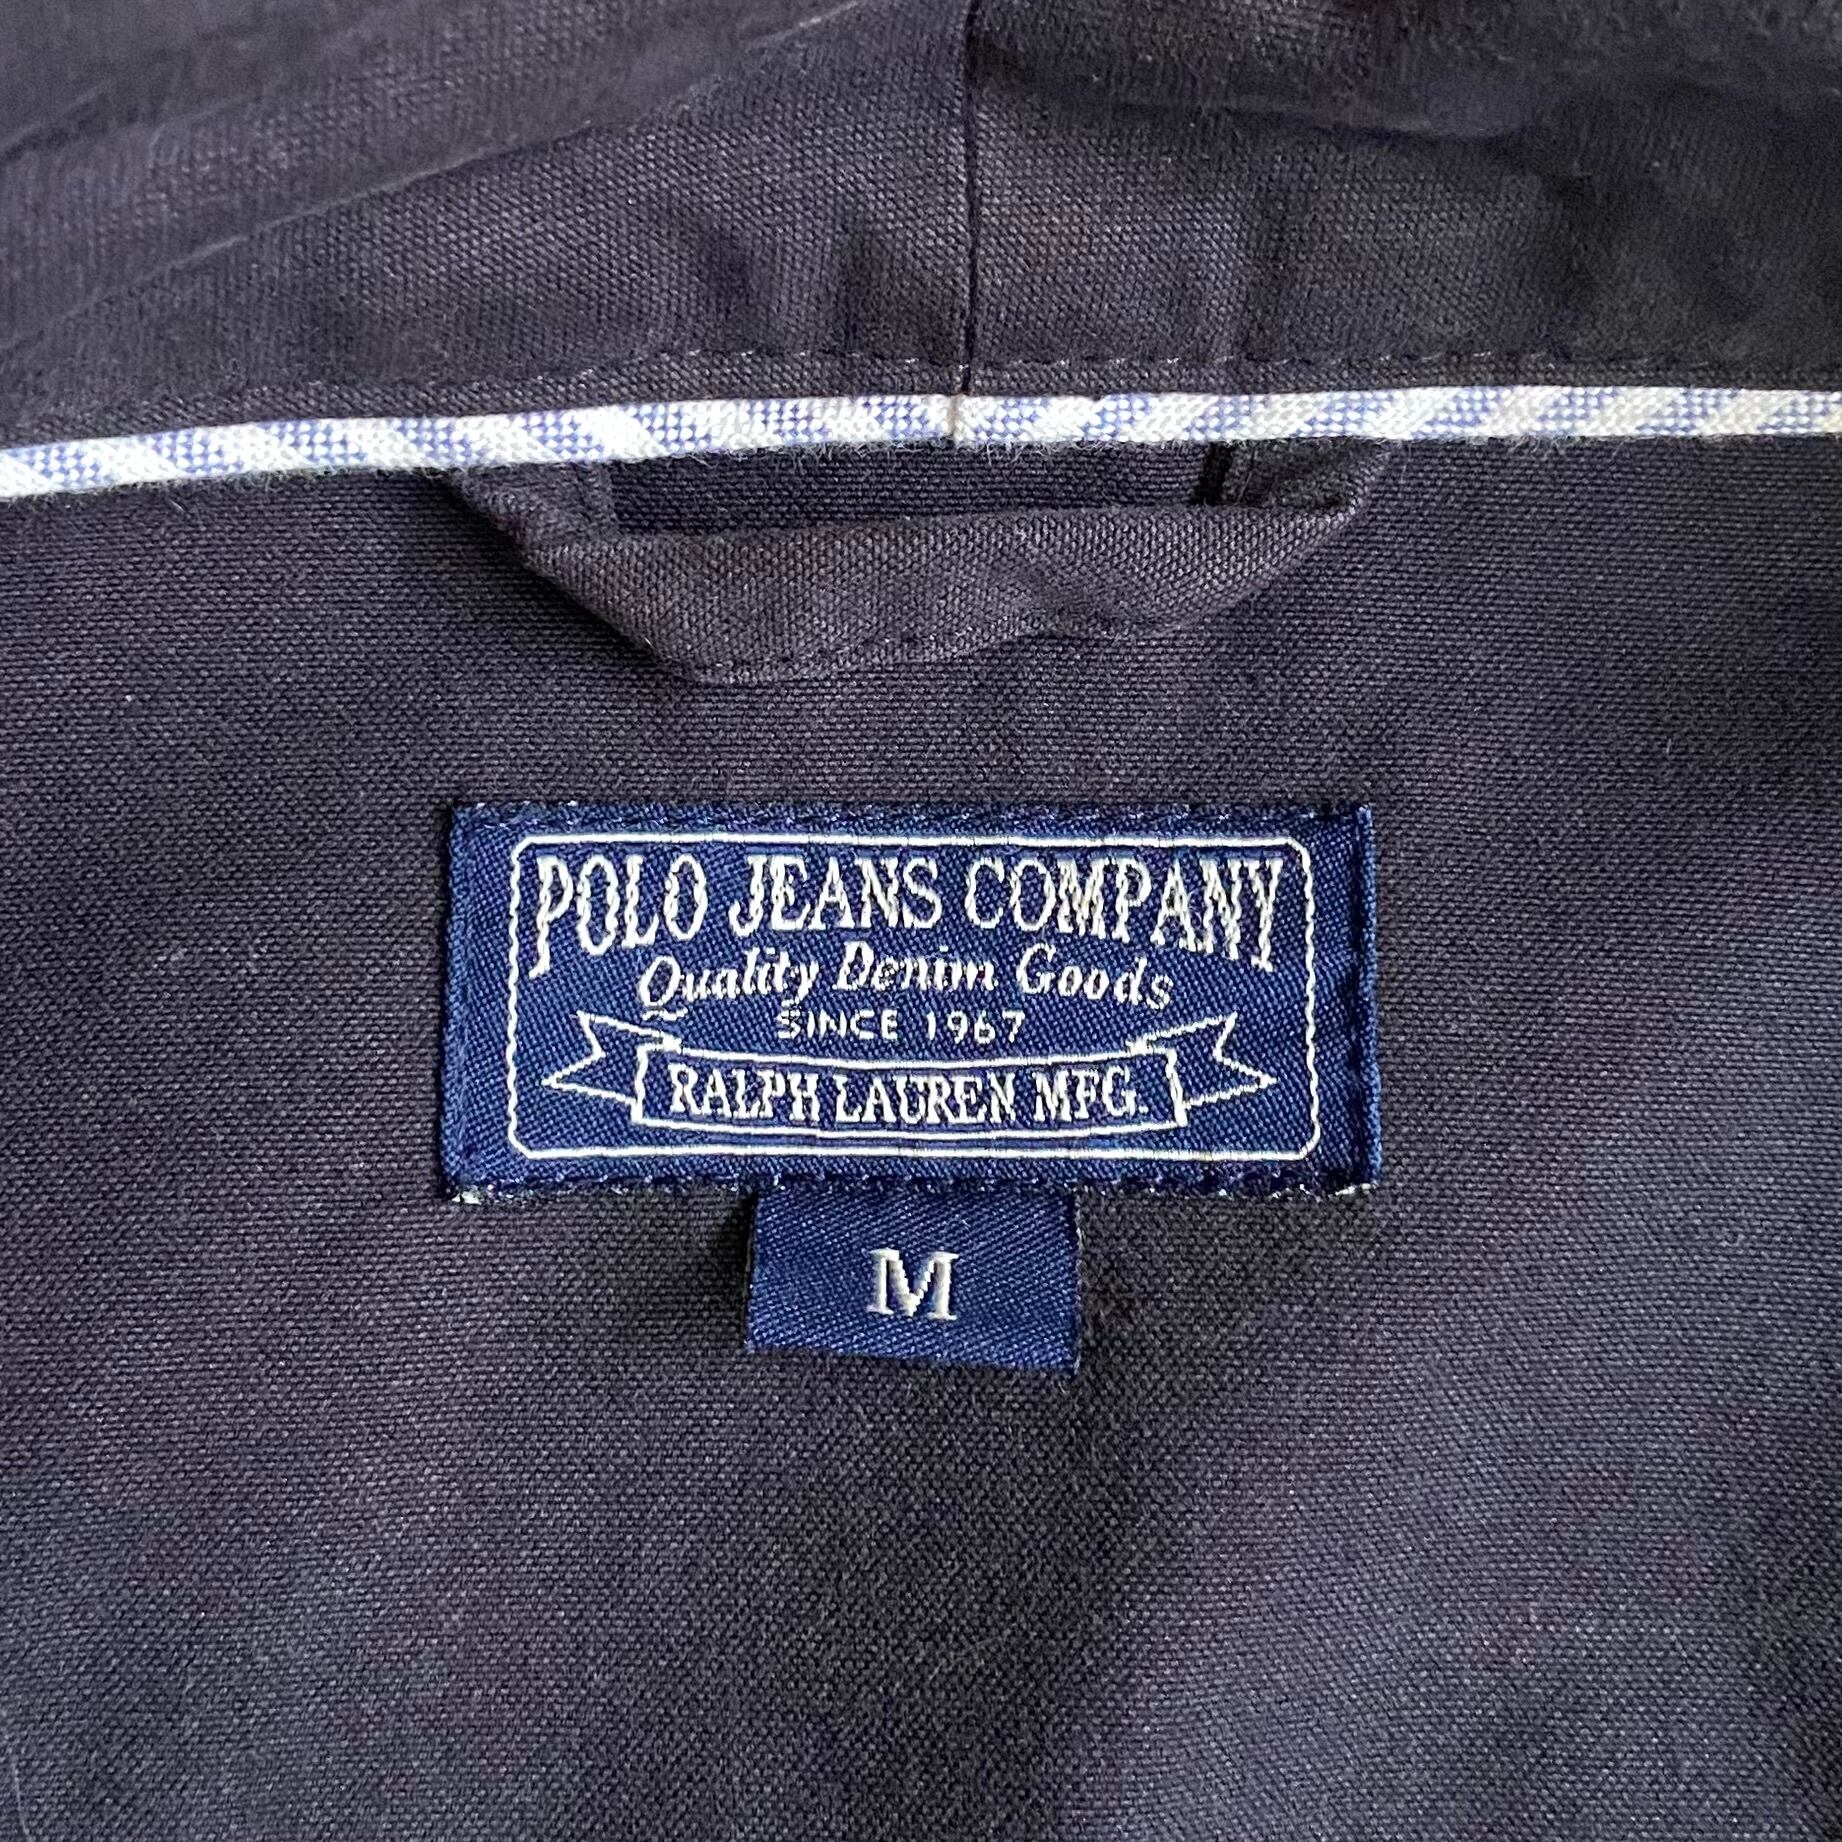 POLO JEANS COMPANY
Quality Denim Goods
SINCE 1967
RALPH LAUREN MFG.
M